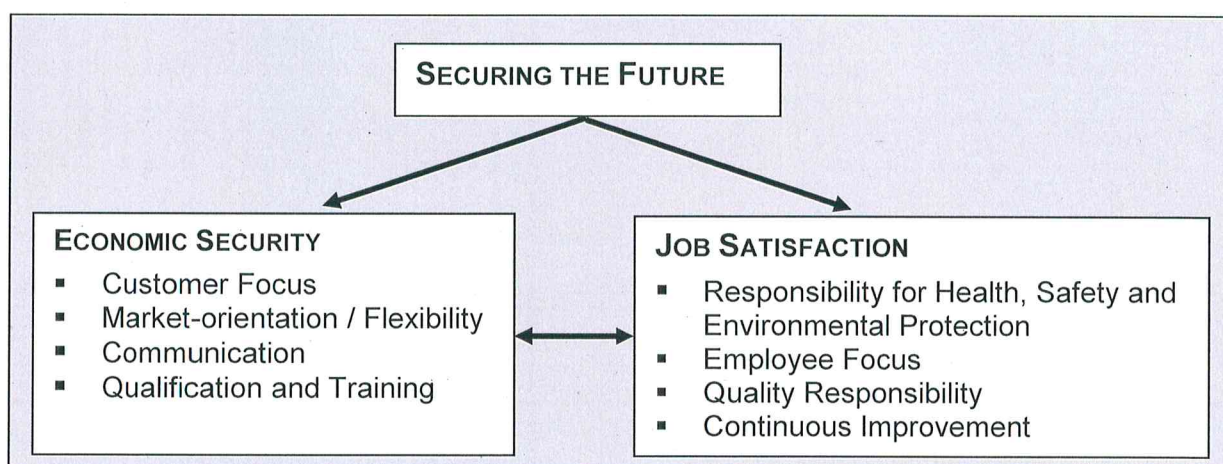 SECURING THE FUTURE
ECONOMIC SECURITY
▪ Customer Focus
▪ Market-orientation / Flexibility
▪ Communication
▪ Qualification and Training
JOB SATISFACTION
▪ Responsibility for Health, Safety and
Environmental Protection
▪ Employee Focus
▪ Quality Responsibility
▪ Continuous Improvement